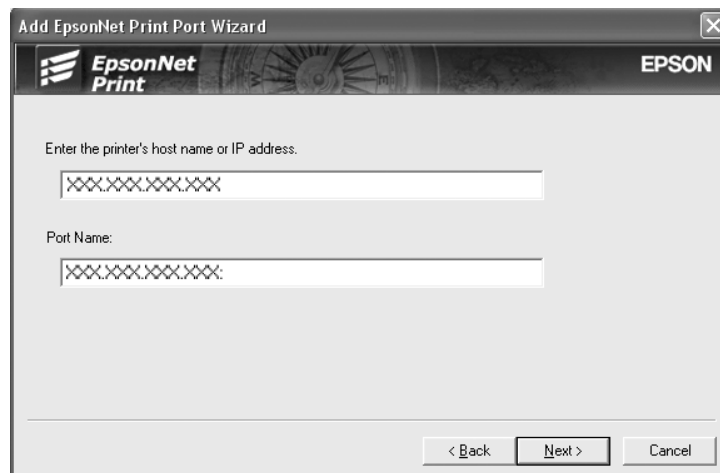 Add EpsonNet Print Port Wizard
EpsonNet
Print
EPSON
Enter the printer's host name or IP address.
XXX.XXX.XXX.XXX
Port Name:
XXX.XXX.XXX.XXX:
< Back
Next >
Cancel